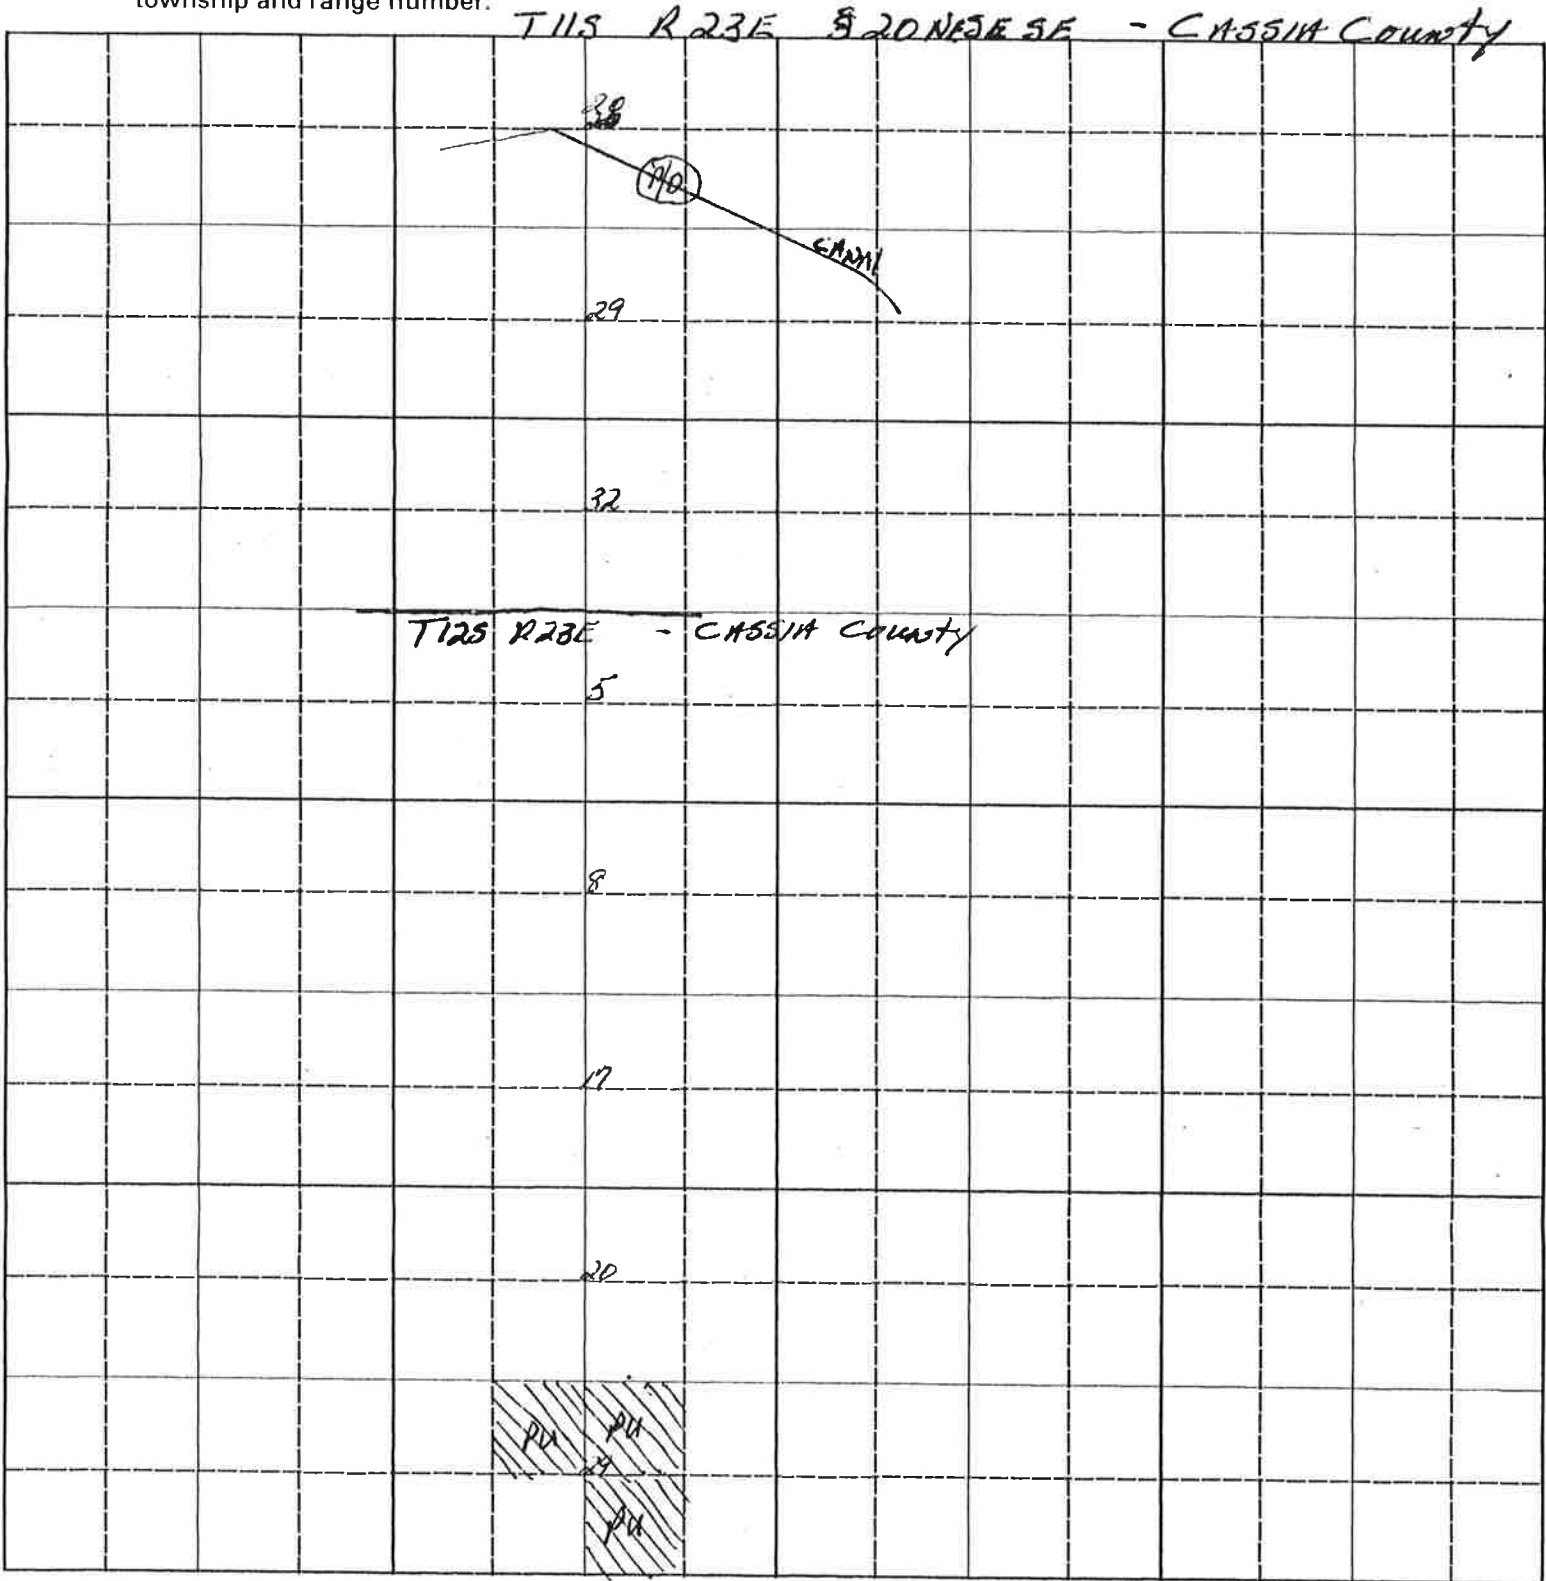 township and range number.
T11S R23E § 20 NESESE - CASSIA County
P/D
CANAL
29
32
T12S R23E - CASSIA County
5
8
17
20
PU PU
29
PU